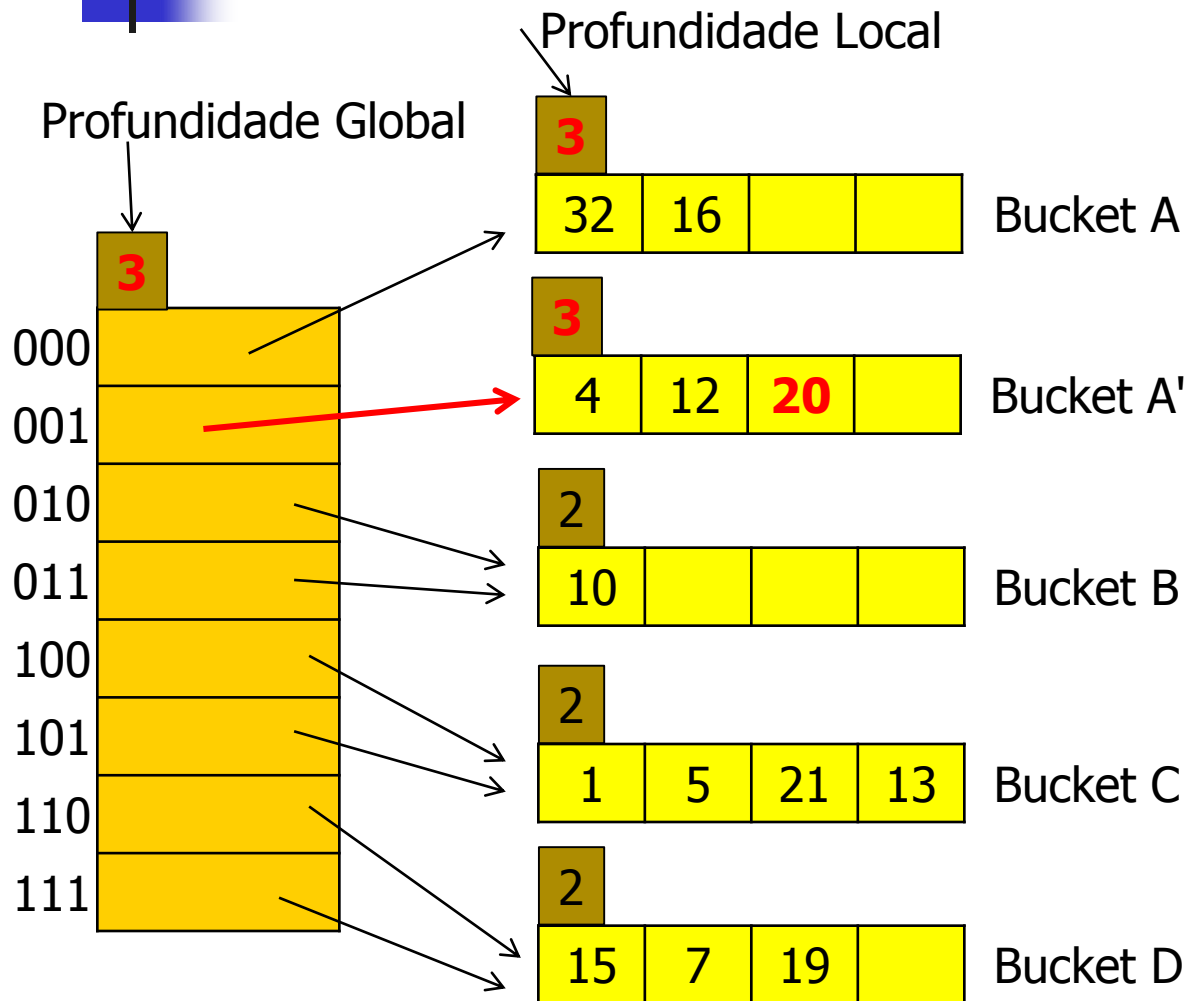 Profundidade Local
Profundidade Global
3
32 16 Bucket A
3
3
4 12 20 Bucket A'
000
001
010
011
100
101
110
111
2
10 Bucket B
2
1 5 21 13 Bucket C
2
15 7 19 Bucket D